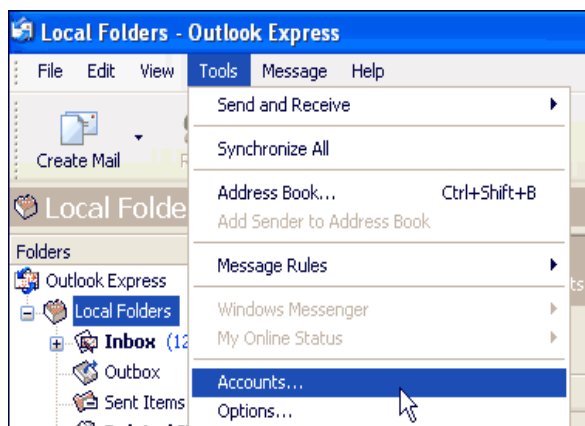 Local Folders - Outlook Express
File Edit View Tools Message Help
Create Mail
Send and Receive
Synchronize All
Address Book... Ctrl+Shift+B
Add Sender to Address Book
Message Rules
Windows Messenger
My Online Status
Accounts...
Options...
Local Folde
Folders
Outlook Express
Local Folders
Inbox (12
Outbox
Sent Items